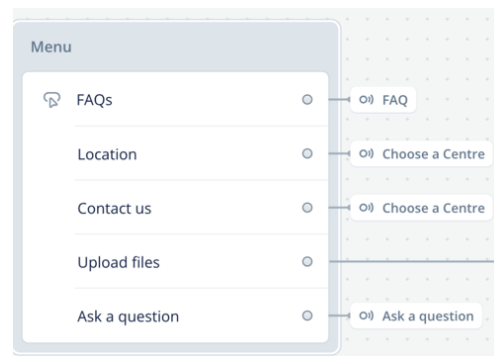 Menu
FAQs
FAQ
Location
Choose a Centre
Contact us
Choose a Centre
Upload files
Ask a question
Ask a question